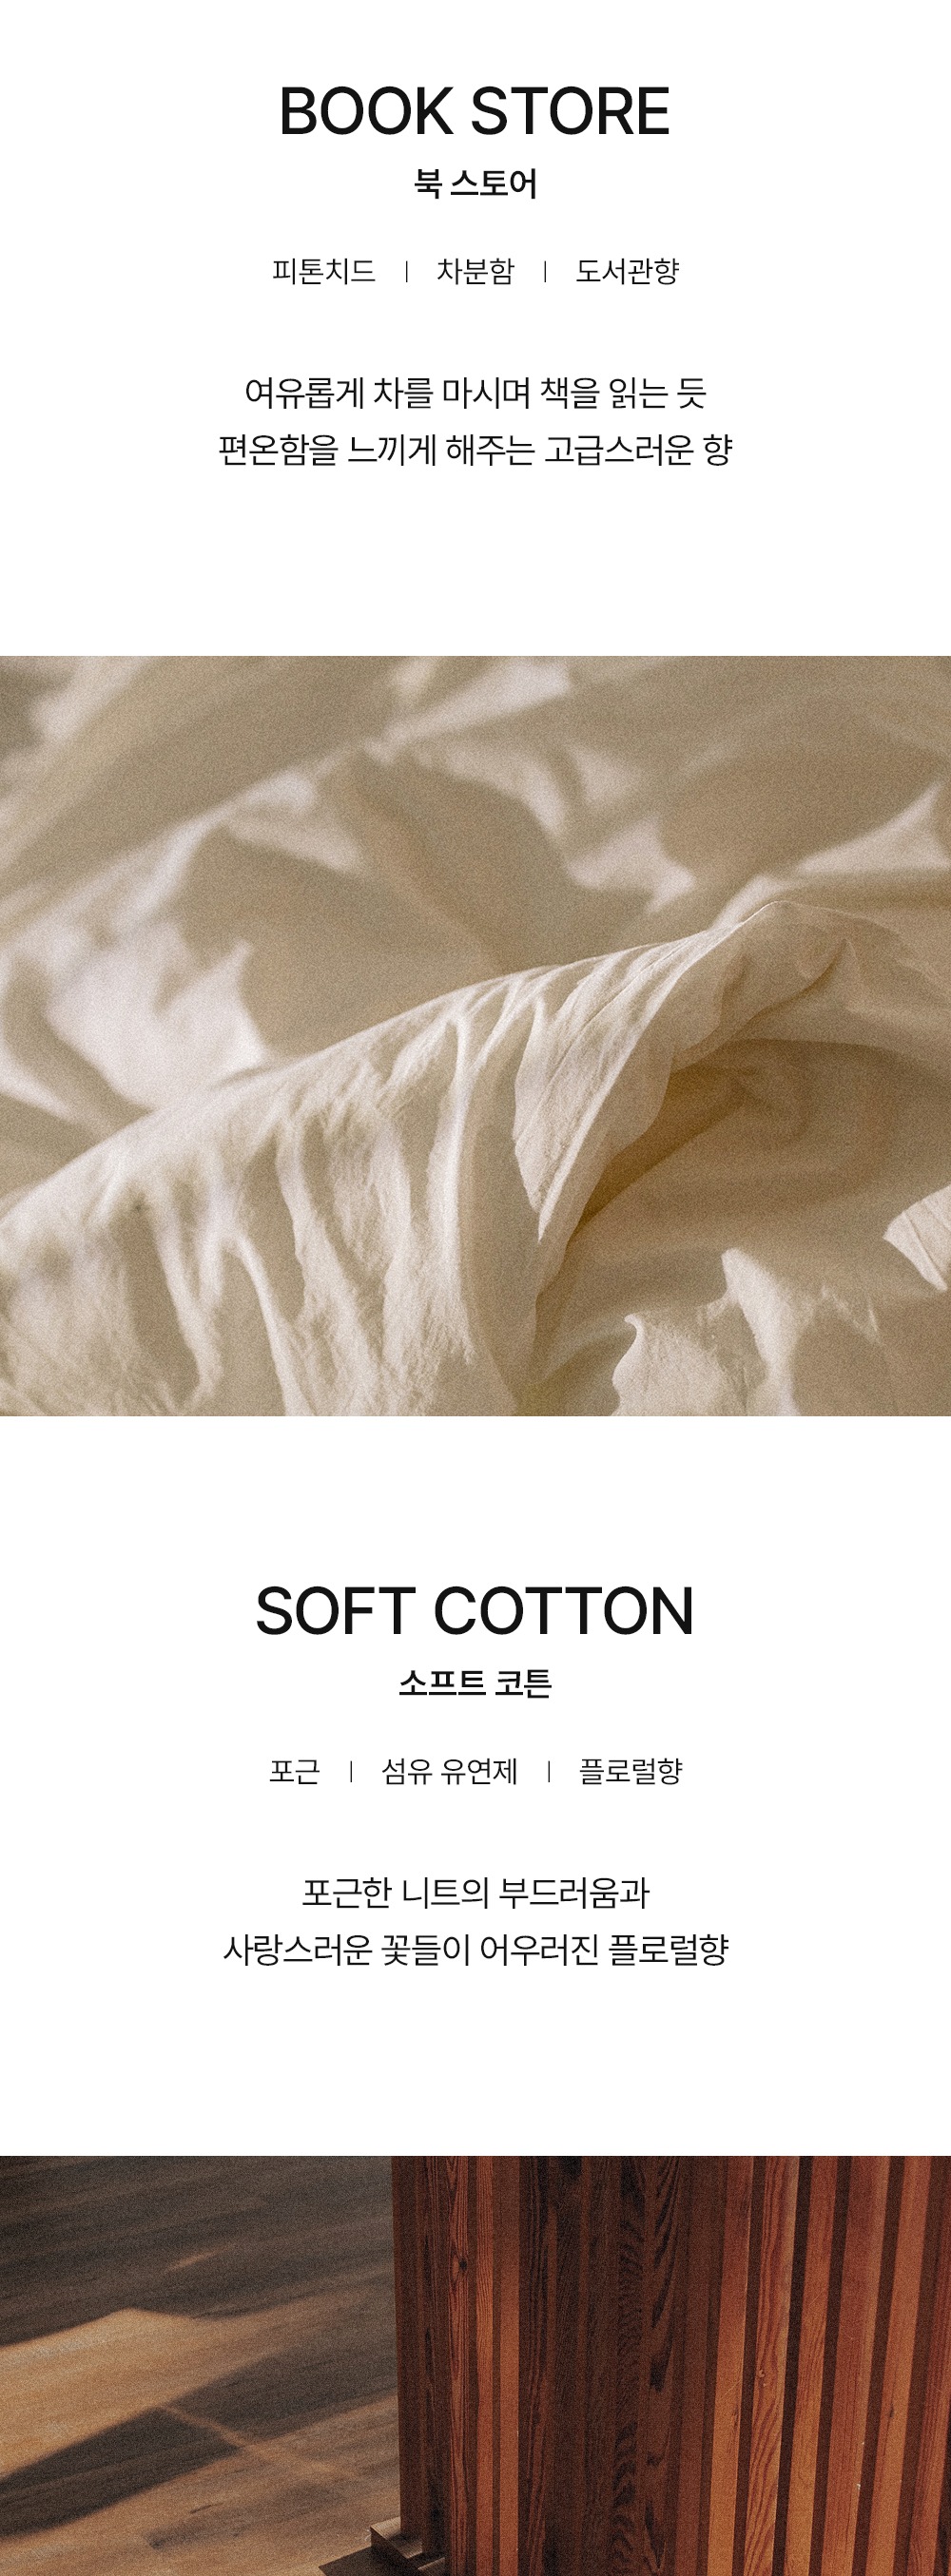 BOOK STORE
북 스토어
피톤치드 | 차분함 | 도서관향
여유롭게 차를 마시며 책을 읽는 듯
편온함을 느끼게 해주는 고급스러운 향
SOFT COTTON
소프트 코튼
포근 | 섬유 유연제 | 플로럴향
포근한 니트의 부드러움과
사랑스러운 꽃들이 어우러진 플로럴향